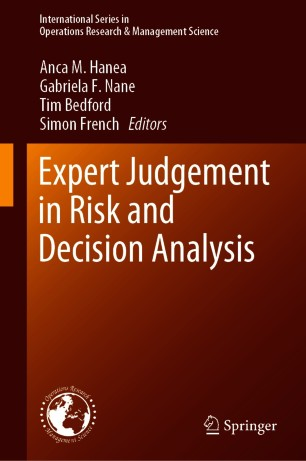 International Series in
Operations Research & Management Science
Anca M. Hanea
Gabriela F. Nane
Tim Bedford
Simon French Editors
Expert Judgement
in Risk and
Decision Analysis
Operations Research
Management Science
Springer